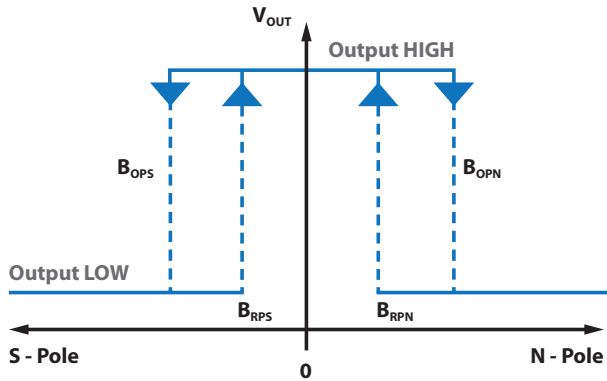 VOUT
Output HIGH
BOPS
BOPN
Output LOW
BRPS
BRPN
S - Pole
0
N - Pole